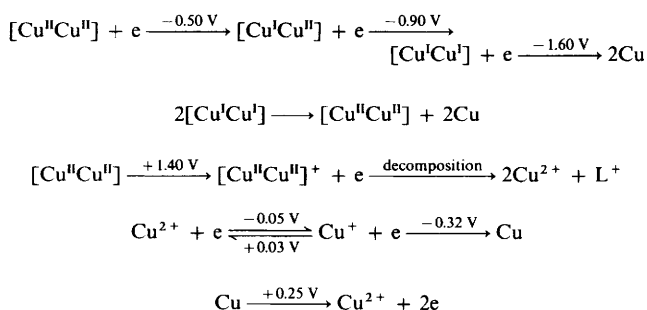 [CuᴵᴵCuᴵᴵ] + e —−0.50 V→ [CuᴵCuᴵᴵ] + e —−0.90 V→
[CuᴵCuᴵ] + e —−1.60 V→ 2Cu
2[CuᴵCuᴵ] ⟶ [CuᴵᴵCuᴵᴵ] + 2Cu
[CuᴵᴵCuᴵᴵ] —+1.40 V→ [CuᴵᴵCuᴵᴵ]⁺ + e —decomposition→ 2Cu²⁺ + L⁺
Cu²⁺ + e ⇌ (−0.05 V / +0.03 V) Cu⁺ + e —−0.32 V→ Cu
Cu —+0.25 V→ Cu²⁺ + 2e